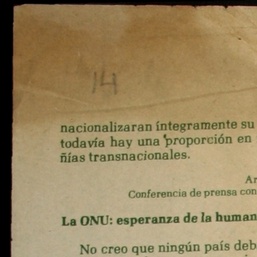 14
nacionalizaran íntegramente su
todavía hay una proporción en
ñías transnacionales.
Ar
Conferencia de prensa con
La ONU: esperanza de la human
No creo que ningún país deb